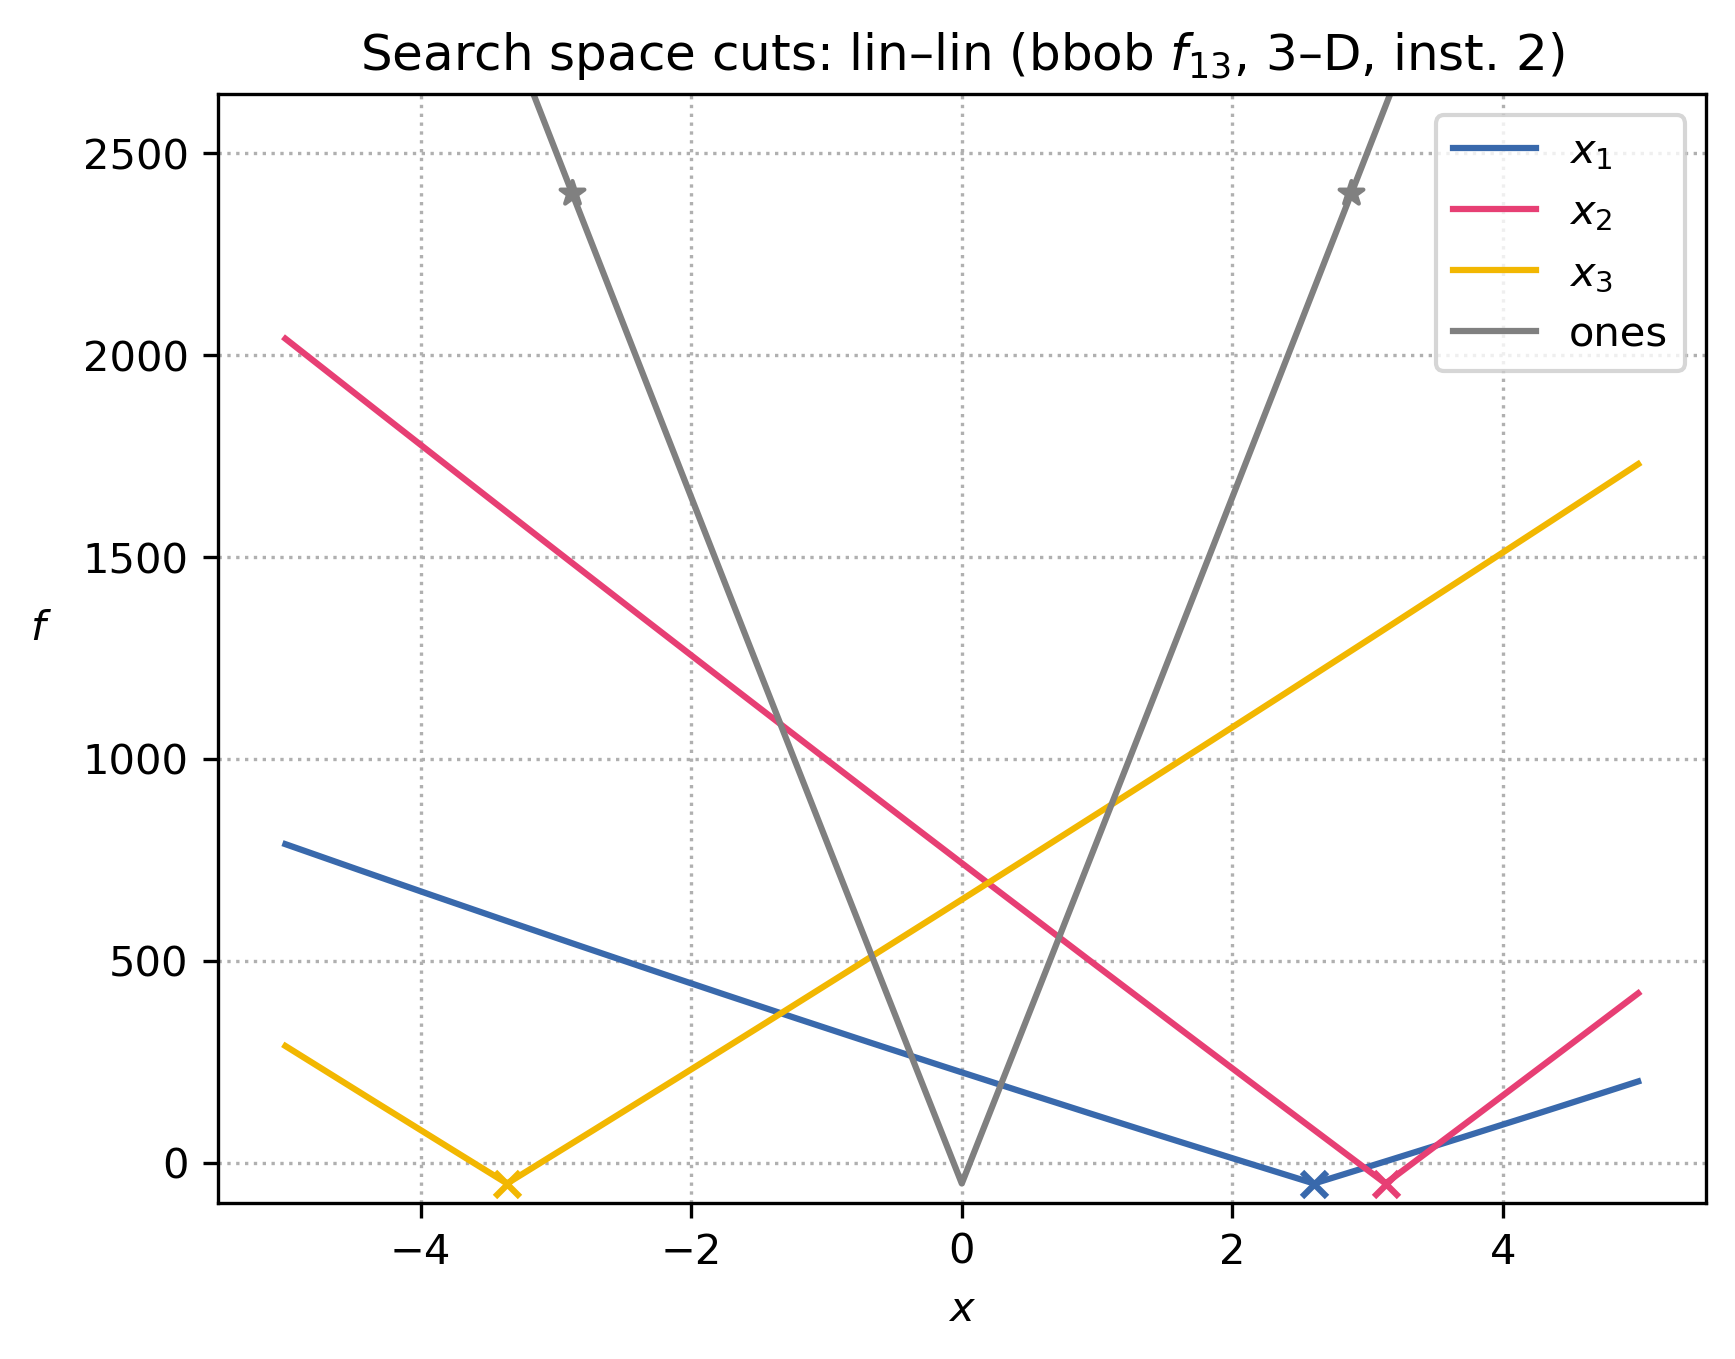 Search space cuts: lin–lin (bbob f₁₃, 3–D, inst. 2)
2500
2000
1500
1000
500
0
f
−4
−2
0
2
4
x
x₁
x₂
x₃
ones